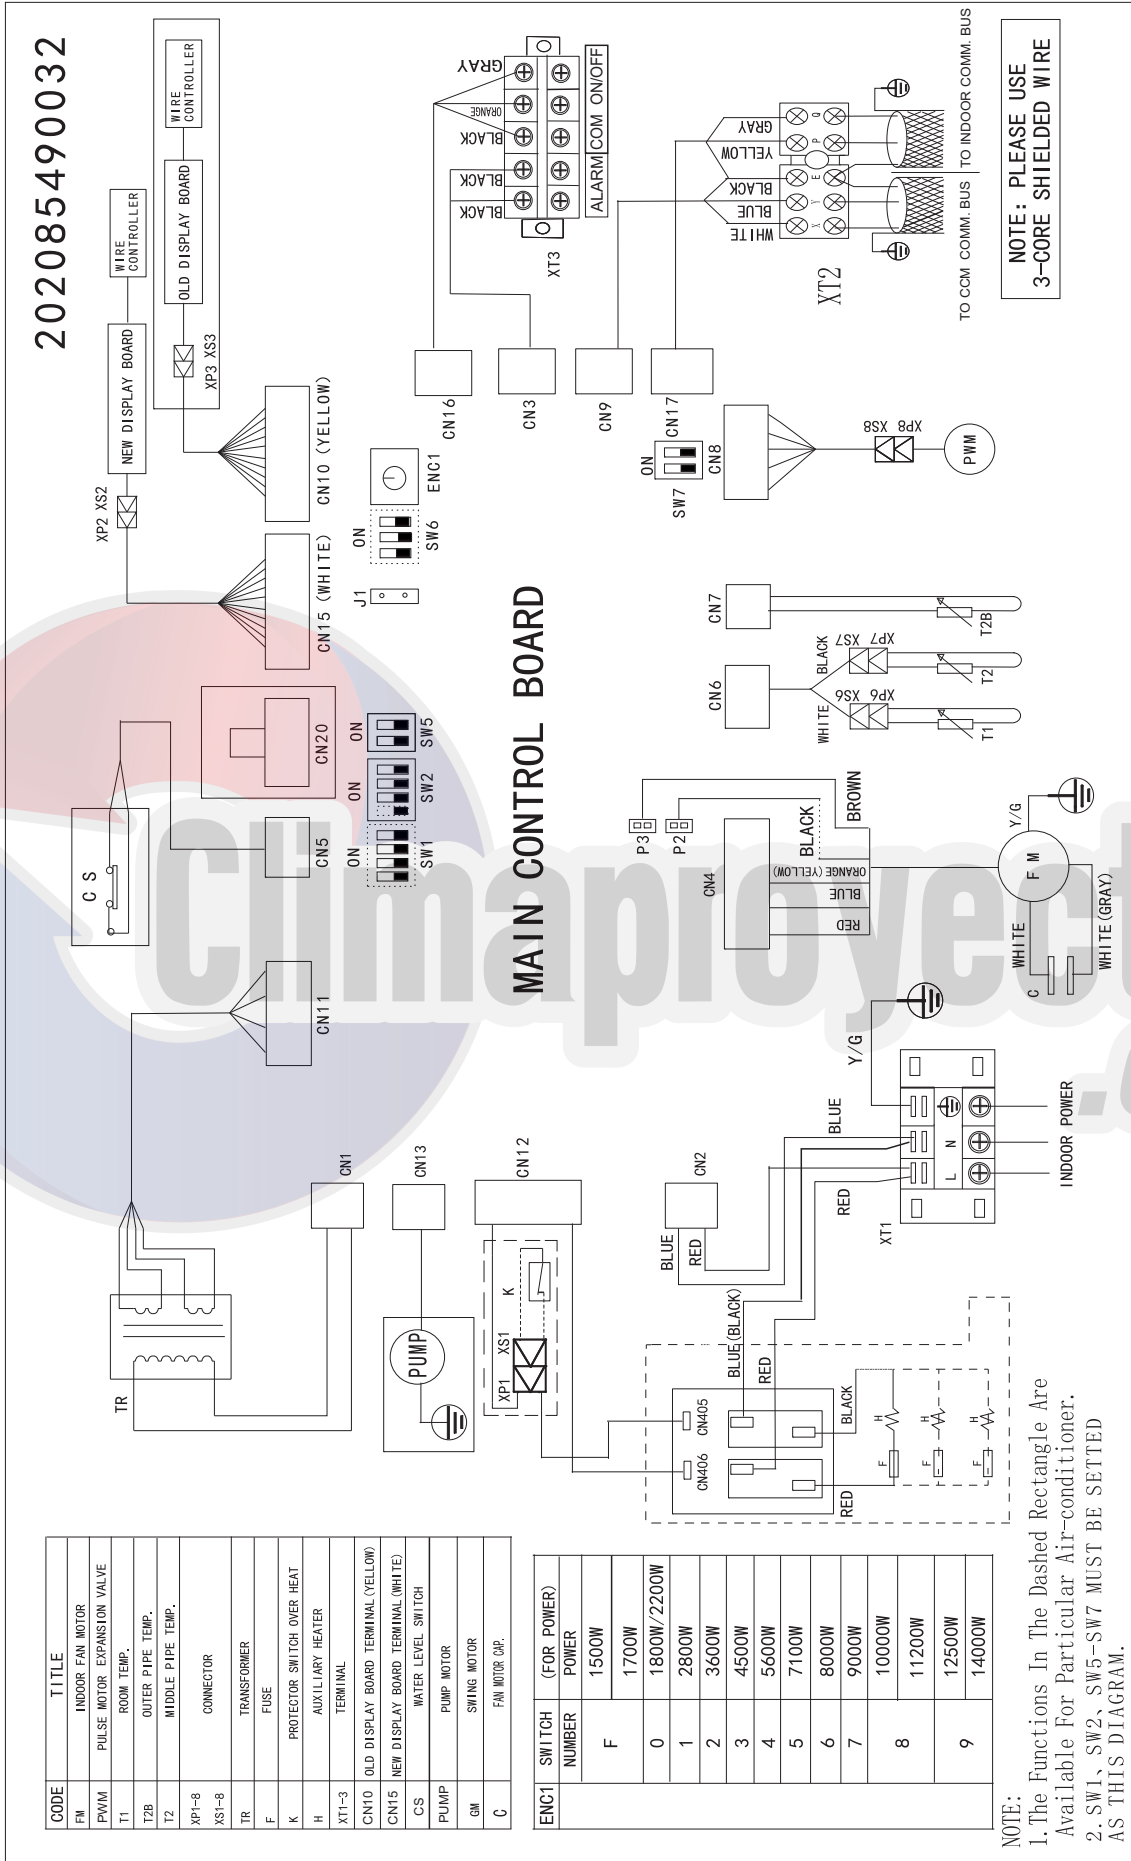 202085490032
WIRE
CONTROLLER
OLD DISPLAY BOARD
XP3 XS3
CN10 (YELLOW)
WIRE
CONTROLLER
NEW DISPLAY BOARD
XP2 XS2
CN15 (WHITE)
CN20
C S
CN5
CN11
TR
CN1
PUMP
CN13
CN12
XP1 XS1
K
ON
SW1
ON
SW2
ON
SW5
J1
ON
SW6
ENC1
MAIN CONTROL BOARD
CN16
CN3
CN9
CN17
GRAY
ORANGE
BLACK
BLACK
BLACK
ALARM
COM ON/OFF
XT3
GRAY
YELLOW
BLACK
BLUE
WHITE
X Y E P Q
XT2
TO CCM COMM. BUS
TO INDOOR COMM. BUS
NOTE: PLEASE USE
3-CORE SHIELDED WIRE
ON
SW7
CN8
XS8 XP8
PWM
CN7
T2B
CN6
WHITE
BLACK
XS6 XP6
XS7 XP7
T1
T2
P3
P2
CN4
RED
BLUE
ORANGE(YELLOW)
BLACK
BROWN
F M
Y/G
WHITE
WHITE(GRAY)
C
Y/G
BLUE
RED
L N
XT1
INDOOR POWER
CN2
BLUE
RED
BLUE(BLACK)
RED
CN405
CN406
BLACK
RED
F H
F H
F H
CODE TITLE
FM INDOOR FAN MOTOR
PWM PULSE MOTOR EXPANSION VALVE
T1 ROOM TEMP.
T2B OUTER PIPE TEMP.
T2 MIDDLE PIPE TEMP.
XP1-8
XS1-8 CONNECTOR
TR TRANSFORMER
F FUSE
K PROTECTOR SWITCH OVER HEAT
H AUXILIARY HEATER
XT1-3 TERMINAL
CN10 OLD DISPLAY BOARD TERMINAL(YELLOW)
CN15 NEW DISPLAY BOARD TERMINAL(WHITE)
CS WATER LEVEL SWITCH
PUMP PUMP MOTOR
GM SWING MOTOR
C FAN MOTOR CAP.
ENC1 SWITCH (FOR POWER)
NUMBER POWER
F 1500W
1700W
0 1800W/2200W
1 2800W
2 3600W
3 4500W
4 5600W
5 7100W
6 8000W
7 9000W
8 10000W
11200W
9 12500W
14000W
NOTE:
1. The Functions In The Dashed Rectangle Are
Available For Particular Air-conditioner.
2. SW1、SW2、SW5-SW7 MUST BE SETTED
AS THIS DIAGRAM.